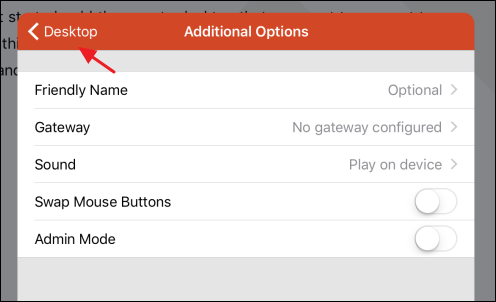 Desktop
Additional Options
Friendly Name Optional
Gateway No gateway configured
Sound Play on device
Swap Mouse Buttons
Admin Mode